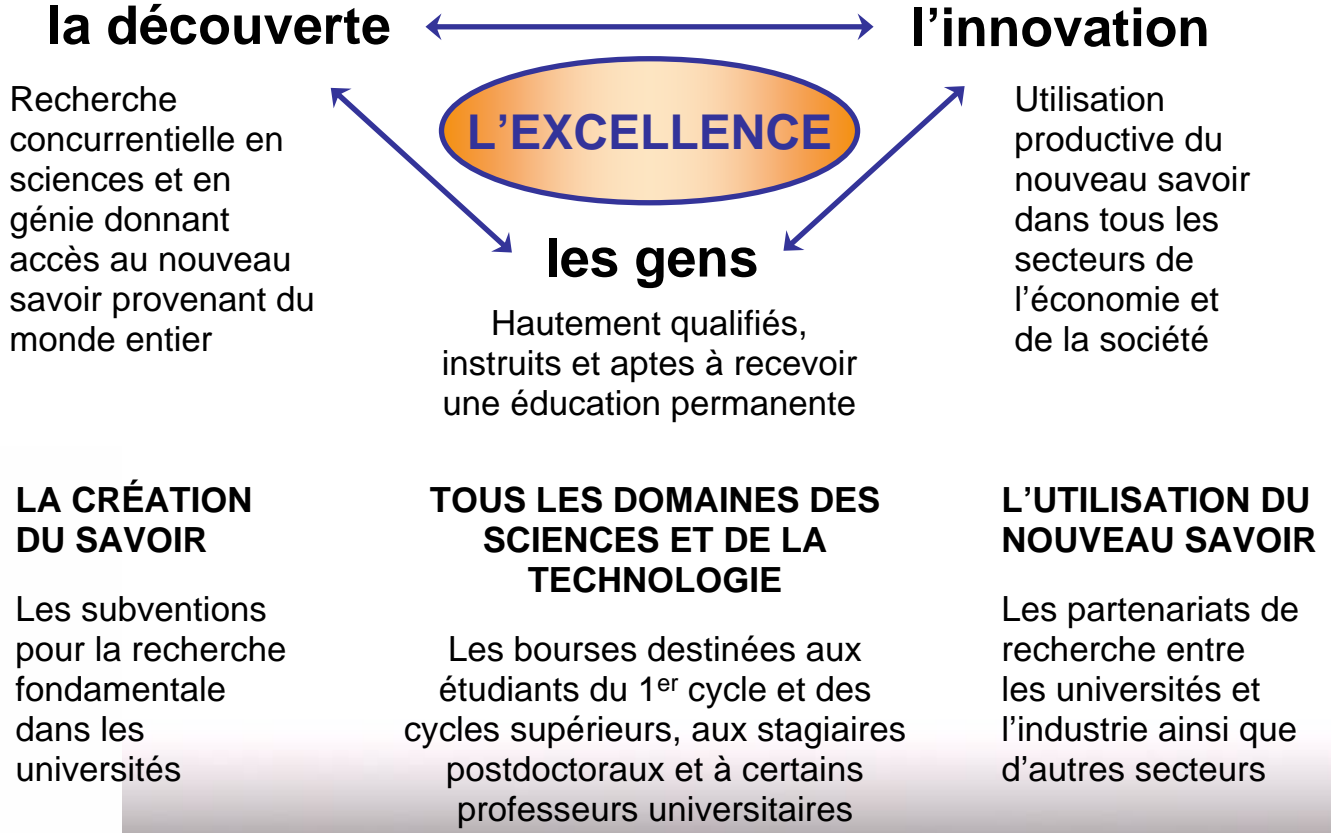 la découverte
l’innovation
L’EXCELLENCE
Recherche
concurrentielle en
sciences et en
génie donnant
accès au nouveau
savoir provenant du
monde entier
les gens
Hautement qualifiés,
instruits et aptes à recevoir
une éducation permanente
Utilisation
productive du
nouveau savoir
dans tous les
secteurs de
l’économie et
de la société
LA CRÉATION
DU SAVOIR
Les subventions
pour la recherche
fondamentale
dans les
universités
TOUS LES DOMAINES DES
SCIENCES ET DE LA
TECHNOLOGIE
Les bourses destinées aux
étudiants du 1er cycle et des
cycles supérieurs, aux stagiaires
postdoctoraux et à certains
professeurs universitaires
L’UTILISATION DU
NOUVEAU SAVOIR
Les partenariats de
recherche entre
les universités et
l’industrie ainsi que
d’autres secteurs